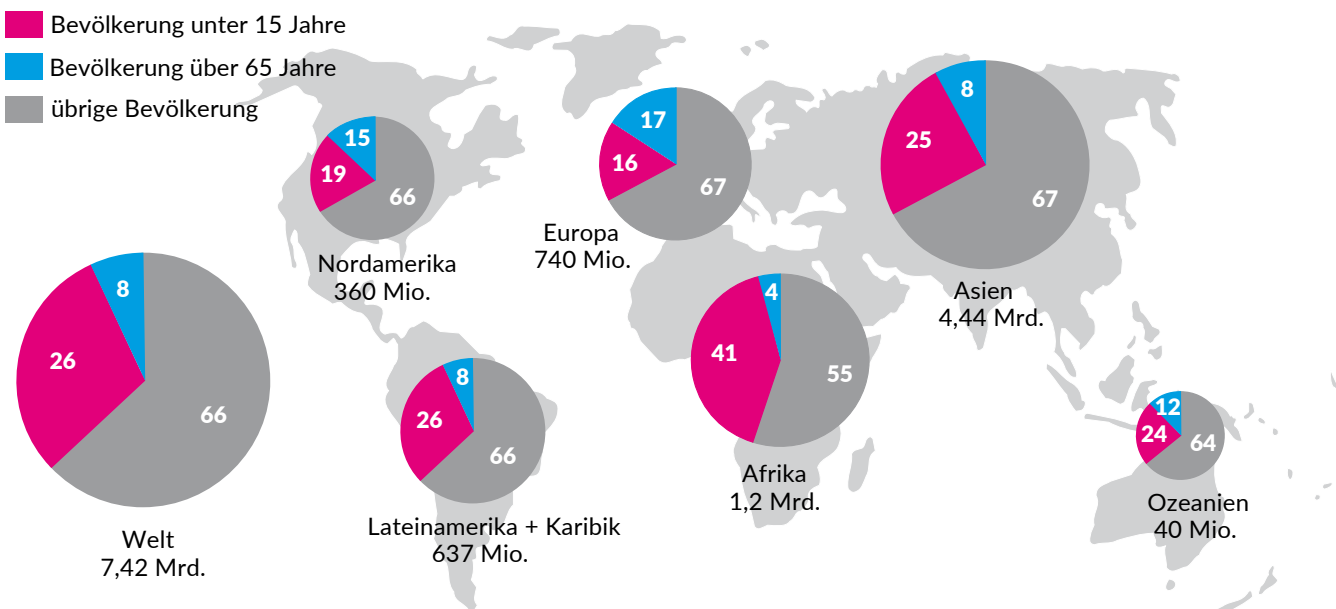 Bevölkerung unter 15 Jahre
Bevölkerung über 65 Jahre
übrige Bevölkerung
15
19
66
Nordamerika
360 Mio.
17
16
67
Europa
740 Mio.
8
25
67
Asien
4,44 Mrd.
8
26
66
Welt
7,42 Mrd.
8
26
66
Lateinamerika + Karibik
637 Mio.
4
41
55
Afrika
1,2 Mrd.
12
24
64
Ozeanien
40 Mio.